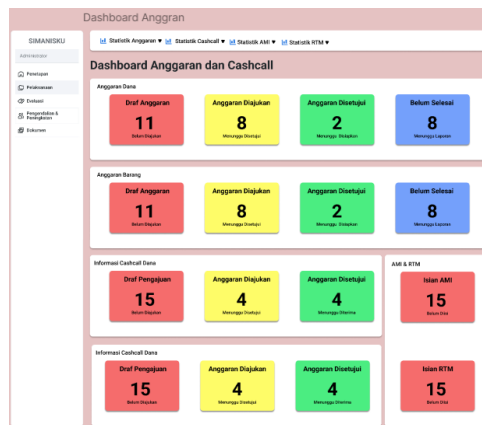 Dashboard Anggran
SIMANISKU
Administrator
Penetapan
Pelaksanaan
Evaluasi
Pengendalian &
Peningkatan
Dokumen
Statistik Anggaran ▾ Statistik Cashcall ▾ Statistik AMI ▾ Statistik RTM ▾
Dashboard Anggaran dan Cashcall
Anggaran Dana
Draf Anggaran
11
Belum Diajukan
Anggaran Diajukan
8
Menunggu Disetujui
Anggaran Disetujui
2
Menunggu Disiapkan
Belum Selesai
8
Menunggu Laporan
Anggaran Barang
Draf Anggaran
11
Belum Diajukan
Anggaran Diajukan
8
Menunggu Disetujui
Anggaran Disetujui
2
Menunggu Disiapkan
Belum Selesai
8
Menunggu Laporan
Informasi Cashcall Dana
Draf Pengajuan
15
Belum Diajukan
Anggaran Diajukan
4
Menunggu Disetujui
Anggaran Disetujui
4
Menunggu Diterima
AMI & RTM
Isian AMI
15
Belum Diisi
Informasi Cashcall Dana
Draf Pengajuan
15
Belum Diajukan
Anggaran Diajukan
4
Menunggu Disetujui
Anggaran Disetujui
4
Menunggu Diterima
Isian RTM
15
Belum Diisi